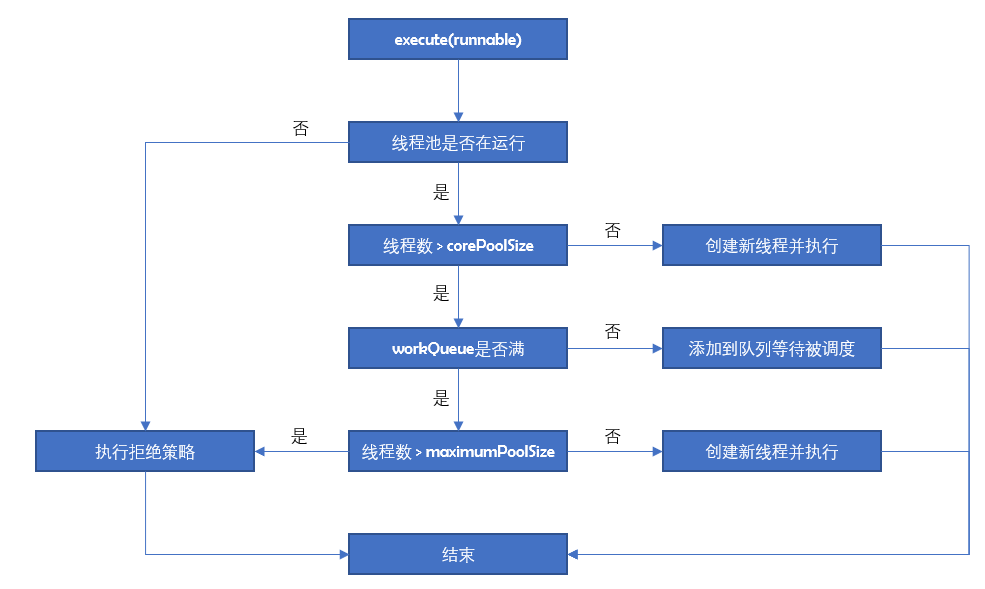 execute(runnable)
否
线程池是否在运行
是
线程数 > corePoolSize
否
创建新线程并执行
是
workQueue是否满
否
添加到队列等待被调度
是
执行拒绝策略
是
线程数 > maximumPoolSize
否
创建新线程并执行
结束